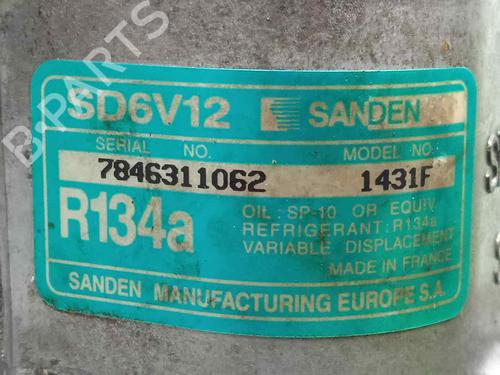 SD6V12 SANDEN
SERIAL NO. MODEL NO.
7846311062 1431F
R134a
OIL : SP-10 OR EQUIV.
REFRIGERANT : R134a
VARIABLE DISPLACEMENT
MADE IN FRANCE
SANDEN MANUFACTURING EUROPE S.A.
B-PARTS